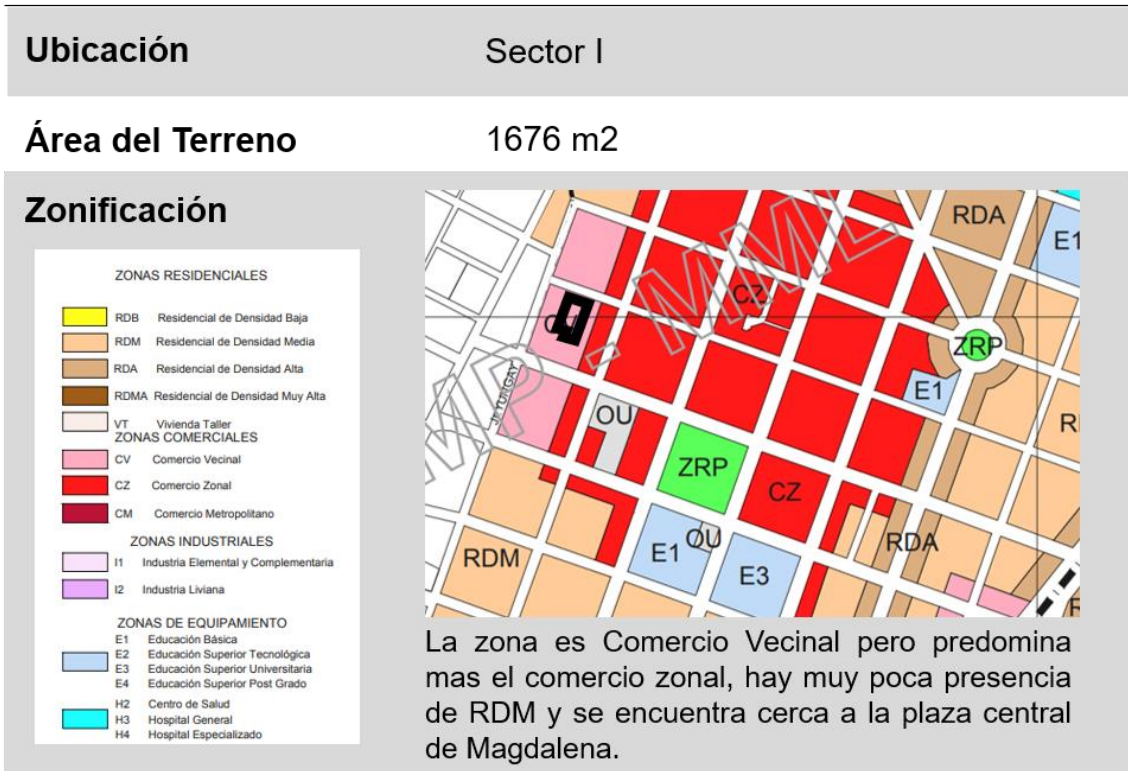 Ubicación
Sector I
Área del Terreno
1676 m2
Zonificación
ZONAS RESIDENCIALES
RDB Residencial de Densidad Baja
RDM Residencial de Densidad Media
RDA Residencial de Densidad Alta
RDMA Residencial de Densidad Muy Alta
VT Vivienda Taller
ZONAS COMERCIALES
CV Comercio Vecinal
CZ Comercio Zonal
CM Comercio Metropolitano
ZONAS INDUSTRIALES
I1 Industria Elemental y Complementaria
I2 Industria Liviana
ZONAS DE EQUIPAMIENTO
E1 Educación Básica
E2 Educación Superior Tecnológica
E3 Educación Superior Universitaria
E4 Educación Superior Post Grado
H2 Centro de Salud
H3 Hospital General
H4 Hospital Especializado
RDA
E1
CZ
ZRP
E1
OU
ZRP
CZ
RDM
E1
OU
E3
RDA
MML
La zona es Comercio Vecinal pero predomina
mas el comercio zonal, hay muy poca presencia
de RDM y se encuentra cerca a la plaza central
de Magdalena.